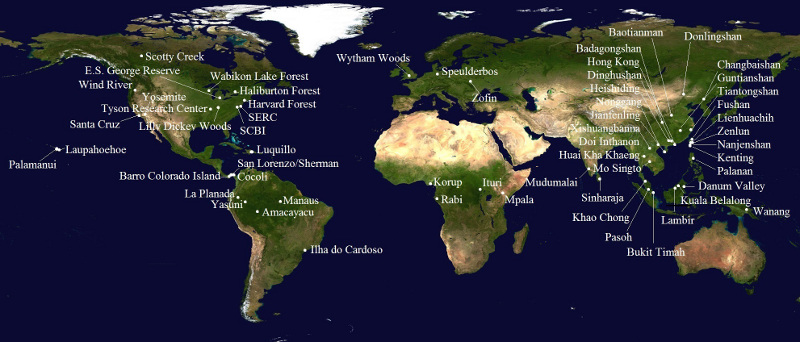 Scotty Creek
E.S. George Reserve
Wabikon Lake Forest
Wind River
Haliburton Forest
Yosemite
Harvard Forest
Tyson Research Center
SERC
Santa Cruz
Lilly Dickey Woods
SCBI
Laupahoehoe
Palamanui
Luquillo
San Lorenzo/Sherman
Barro Colorado Island
Cocoli
La Planada
Yasuni
Manaus
Amacayacu
Ilha do Cardoso
Wytham Woods
Speulderbos
Zofin
Korup
Ituri
Rabi
Mpala
Mudumalai
Sinharaja
Baotianman
Donlingshan
Badagongshan
Hong Kong
Dinghushan
Heishiding
Nonggang
Jianfenling
Xishuangbanna
Doi Inthanon
Huai Kha Khaeng
Mo Singto
Changbaishan
Guntianshan
Tiantongshan
Fushan
Lienhuachih
Zenlun
Nanjenshan
Kenting
Palanan
Danum Valley
Kuala Belalong
Lambir
Wanang
Khao Chong
Pasoh
Bukit Timah